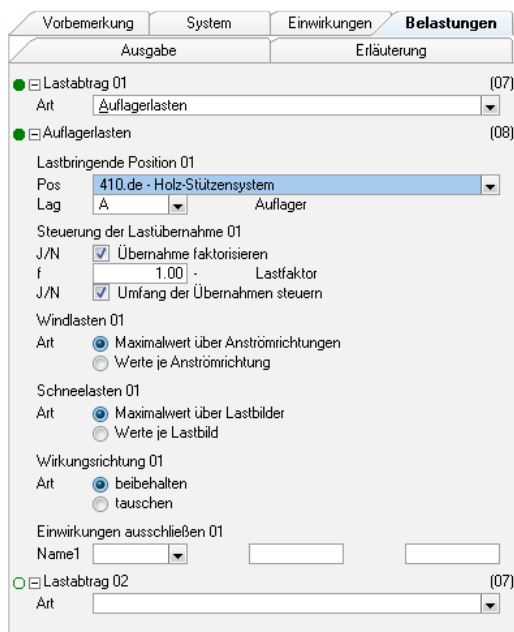 Vorbemerkung System Einwirkungen Belastungen
Ausgabe Erläuterung
Lastabtrag 01 (07)
Art Auflagerlasten
Auflagerlasten (08)
Lastbringende Position 01
Pos 410.de - Holz-Stützensystem
Lag A Auflager
Steuerung der Lastübernahme 01
J/N Übernahme faktorisieren
f 1.00 - Lastfaktor
J/N Umfang der Übernahmen steuern
Windlasten 01
Art Maximalwert über Anströmrichtungen
Werte je Anströmrichtung
Schneelasten 01
Art Maximalwert über Lastbilder
Werte je Lastbild
Wirkungsrichtung 01
Art beibehalten
tauschen
Einwirkungen ausschließen 01
Name1
Lastabtrag 02 (07)
Art